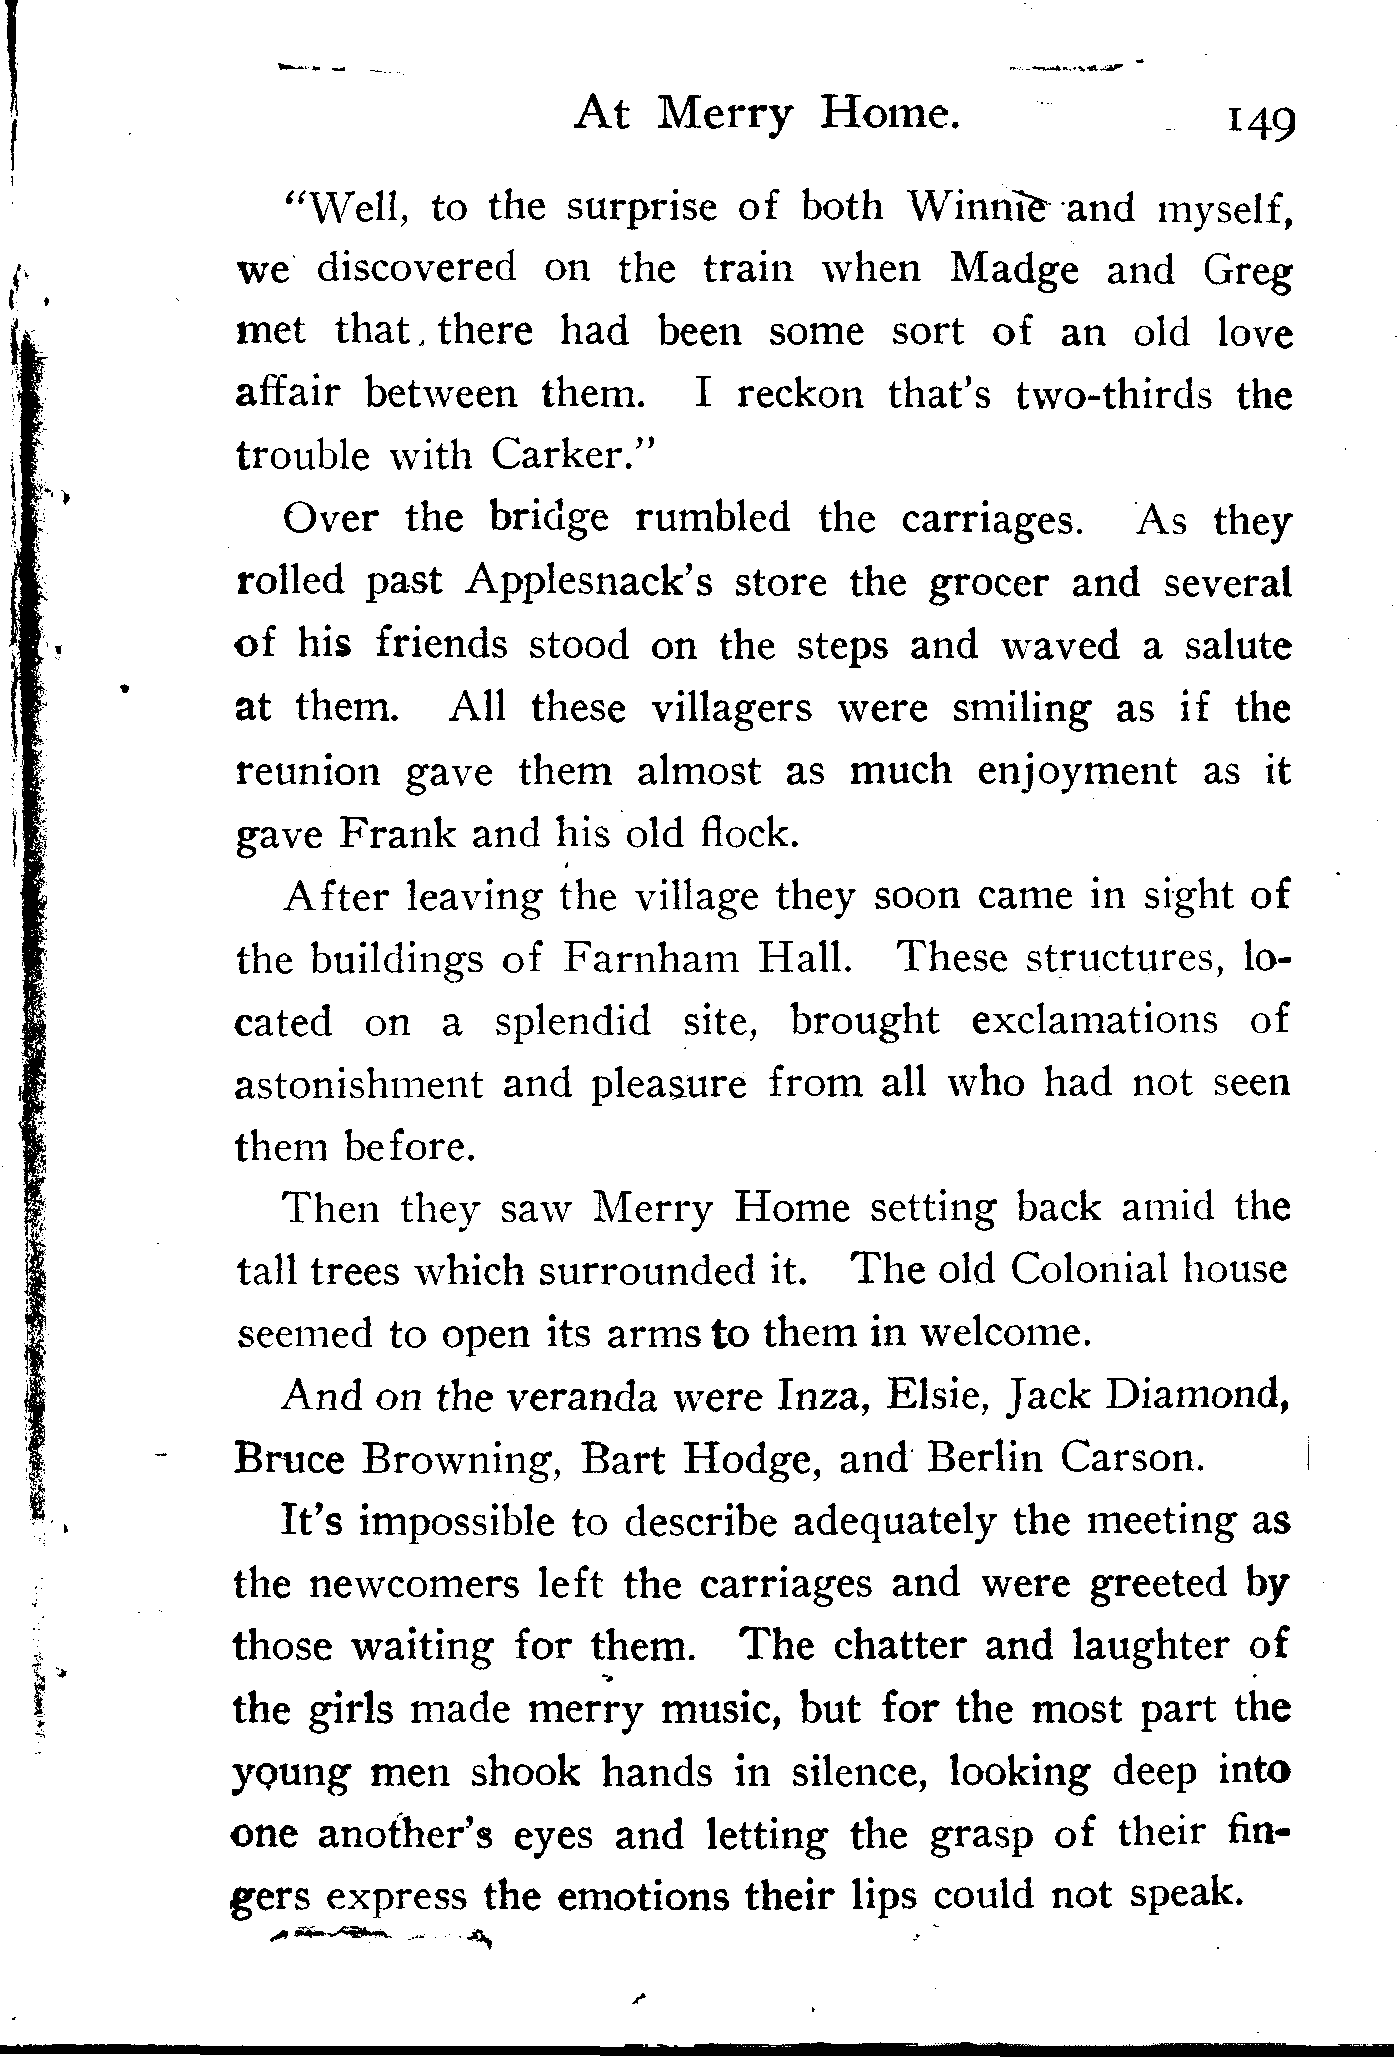 At Merry Home. 149
"Well, to the surprise of both Winnie and myself,
we discovered on the train when Madge and Greg
met that there had been some sort of an old love
affair between them. I reckon that's two-thirds the
trouble with Carker."
Over the bridge rumbled the carriages. As they
rolled past Applesnack's store the grocer and several
of his friends stood on the steps and waved a salute
at them. All these villagers were smiling as if the
reunion gave them almost as much enjoyment as it
gave Frank and his old flock.
After leaving the village they soon came in sight of
the buildings of Farnham Hall. These structures, lo-
cated on a splendid site, brought exclamations of
astonishment and pleasure from all who had not seen
them before.
Then they saw Merry Home setting back amid the
tall trees which surrounded it. The old Colonial house
seemed to open its arms to them in welcome.
And on the veranda were Inza, Elsie, Jack Diamond,
Bruce Browning, Bart Hodge, and Berlin Carson.
It's impossible to describe adequately the meeting as
the newcomers left the carriages and were greeted by
those waiting for them. The chatter and laughter of
the girls made merry music, but for the most part the
young men shook hands in silence, looking deep into
one another's eyes and letting the grasp of their fin-
gers express the emotions their lips could not speak.